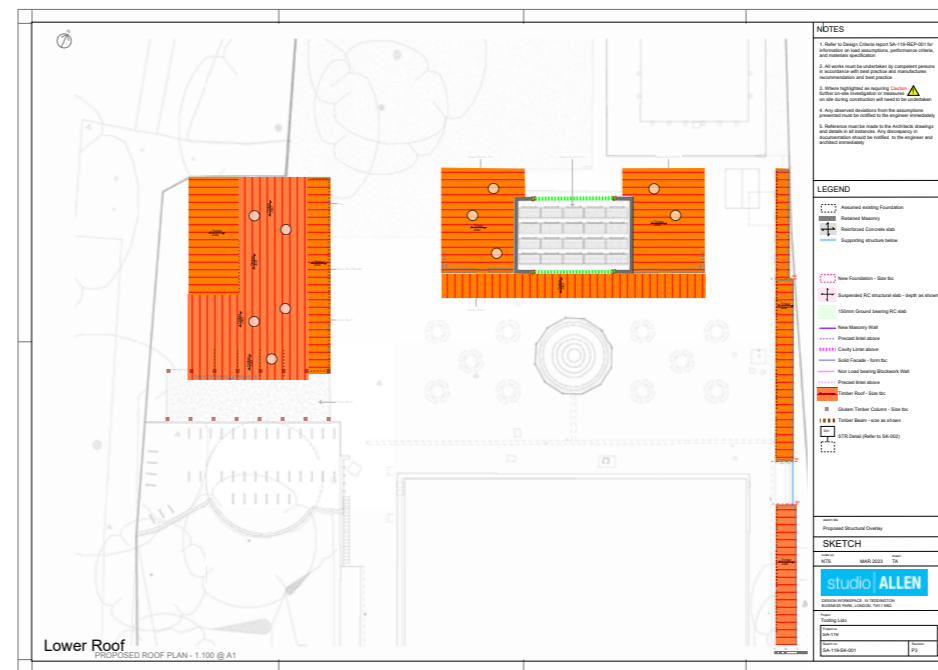 NOTES
1. Refer to Design Criteria report SA-119-REP-001 for
information on load assumptions, performance criteria,
and materials specification
2. All works must be undertaken by competent persons
in accordance with best practice and manufactures
recommendation and best practice
3. Where highlighted as requiring Caution
further on-site investigation or measures
on site during construction will need to be undertaken
4. Any observed deviations from the assumptions
presented must be notified to the engineer immediately
5. Reference must be made to the Architects drawings
and details in all instances. Any discrepancy in
documentation should be notified to the engineer and
architect immediately
LEGEND
Assumed existing Foundation
Retained Masonry
Reinforced Concrete slab
Supporting structure below
New Foundation - Size tbc
Suspended RC structural slab - depth as shown
150mm Ground bearing RC slab
New Masonry Wall
Precast lintel above
Cavity Lintel above
Solid Facade - form tbc
Non Load bearing Blockwork Wall
Precast lintel above
Timber Roof - Size tbc
Glulam Timber Column - Size tbc
Timber Beam - size as shown
STR Detail (Refer to SK-002)
Proposed Structural Overlay
SKETCH
NTS MAR 2023 TA
studio ALLEN
DESIGN WORKSPACE, 10 TEDDINGTON
BUSINESS PARK, LONDON, TW11 9BQ
Project
Tooting Lido
SA-119
SA-119-SK-001 P3
Lower Roof
PROPOSED ROOF PLAN - 1.100 @ A1